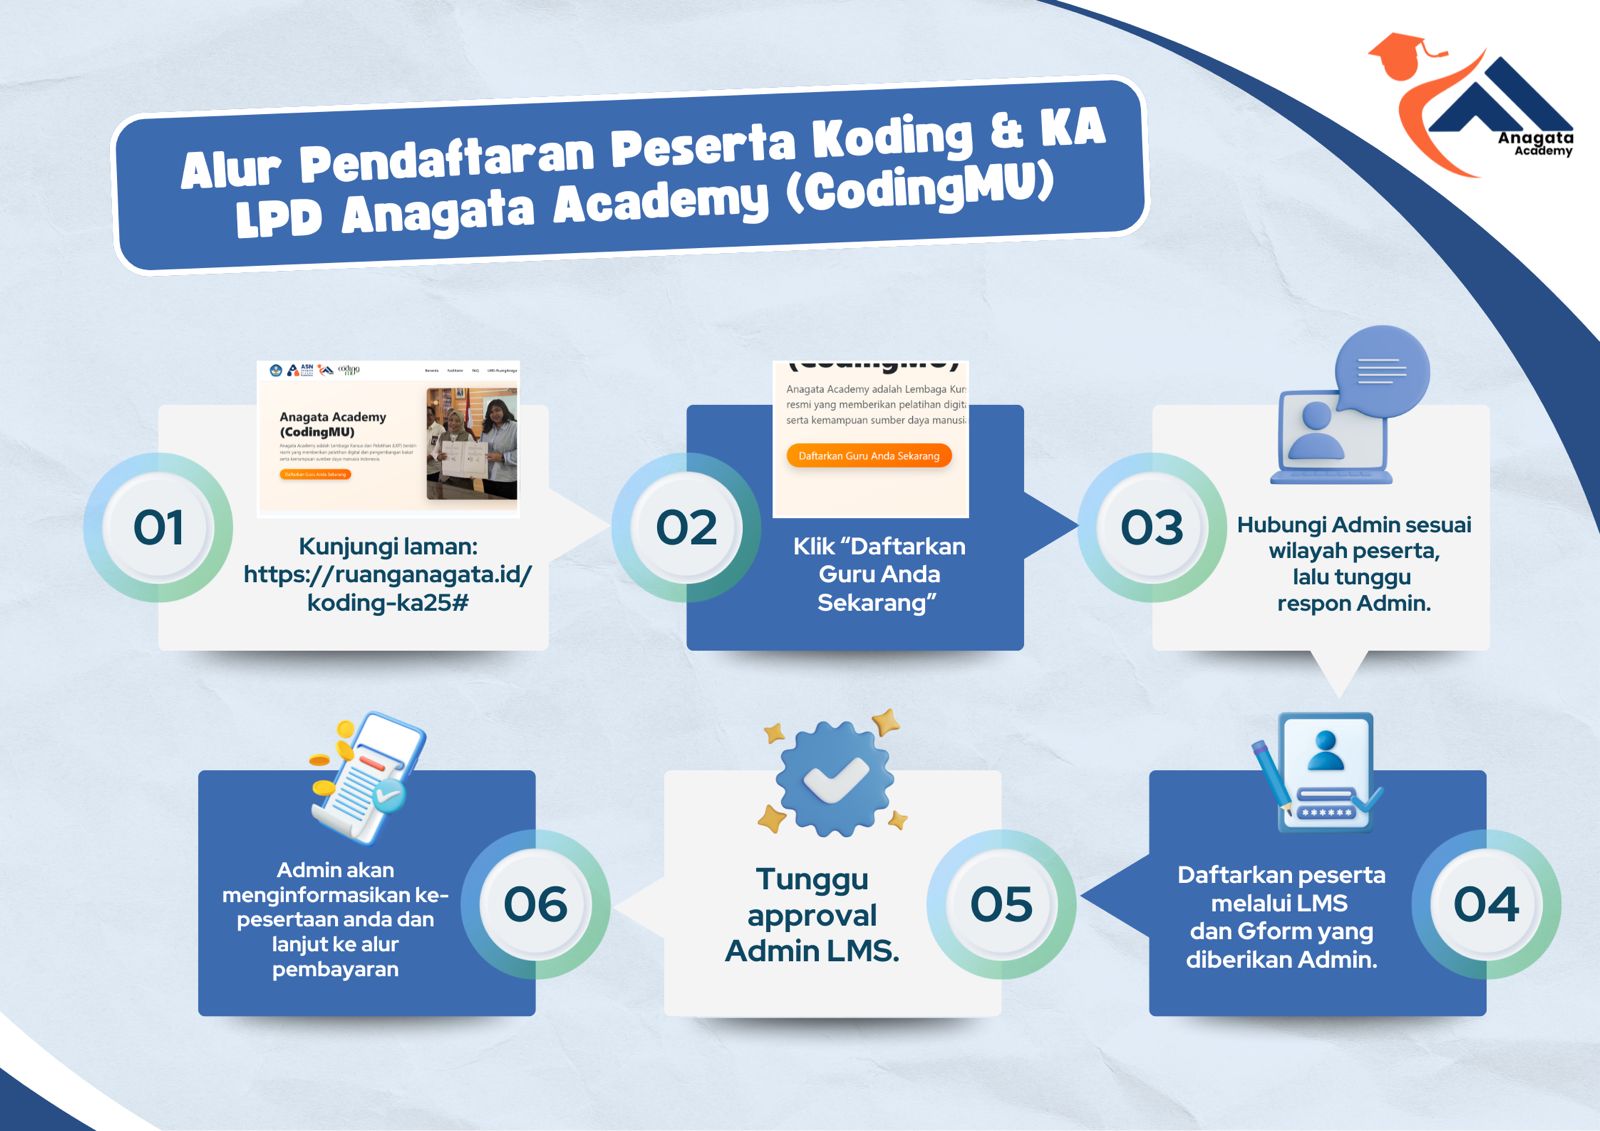 Alur Pendaftaran Peserta Koding & KA
LPD Anagata Academy (CodingMU)
Anagata
Academy
Anagata Academy
(CodingMU)
Daftarkan Guru Anda Sekarang
01
Kunjungi laman:
https://ruanganagata.id/
koding-ka25#
(CodingMU)
Anagata Academy adalah Lembaga Kur
resmi yang memberikan pelatihan digit
serta kemampuan sumber daya manusi
Daftarkan Guru Anda Sekarang
02
Klik “Daftarkan
Guru Anda
Sekarang”
03
Hubungi Admin sesuai
wilayah peserta,
lalu tunggu
respon Admin.
Daftarkan peserta
melalui LMS
dan Gform yang
diberikan Admin.
04
Tunggu
approval
Admin LMS.
05
Admin akan
menginformasikan ke-
pesertaan anda dan
lanjut ke alur
pembayaran
06